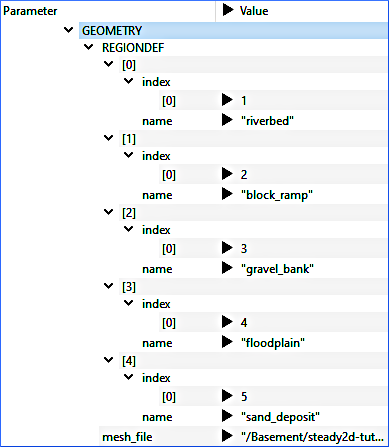 Parameter Value
GEOMETRY
REGIONDEF
[0]
index
[0] 1
name "riverbed"
[1]
index
[0] 2
name "block_ramp"
[2]
index
[0] 3
name "gravel_bank"
[3]
index
[0] 4
name "floodplain"
[4]
index
[0] 5
name "sand_deposit"
mesh_file "/Basement/steady2d-tut...